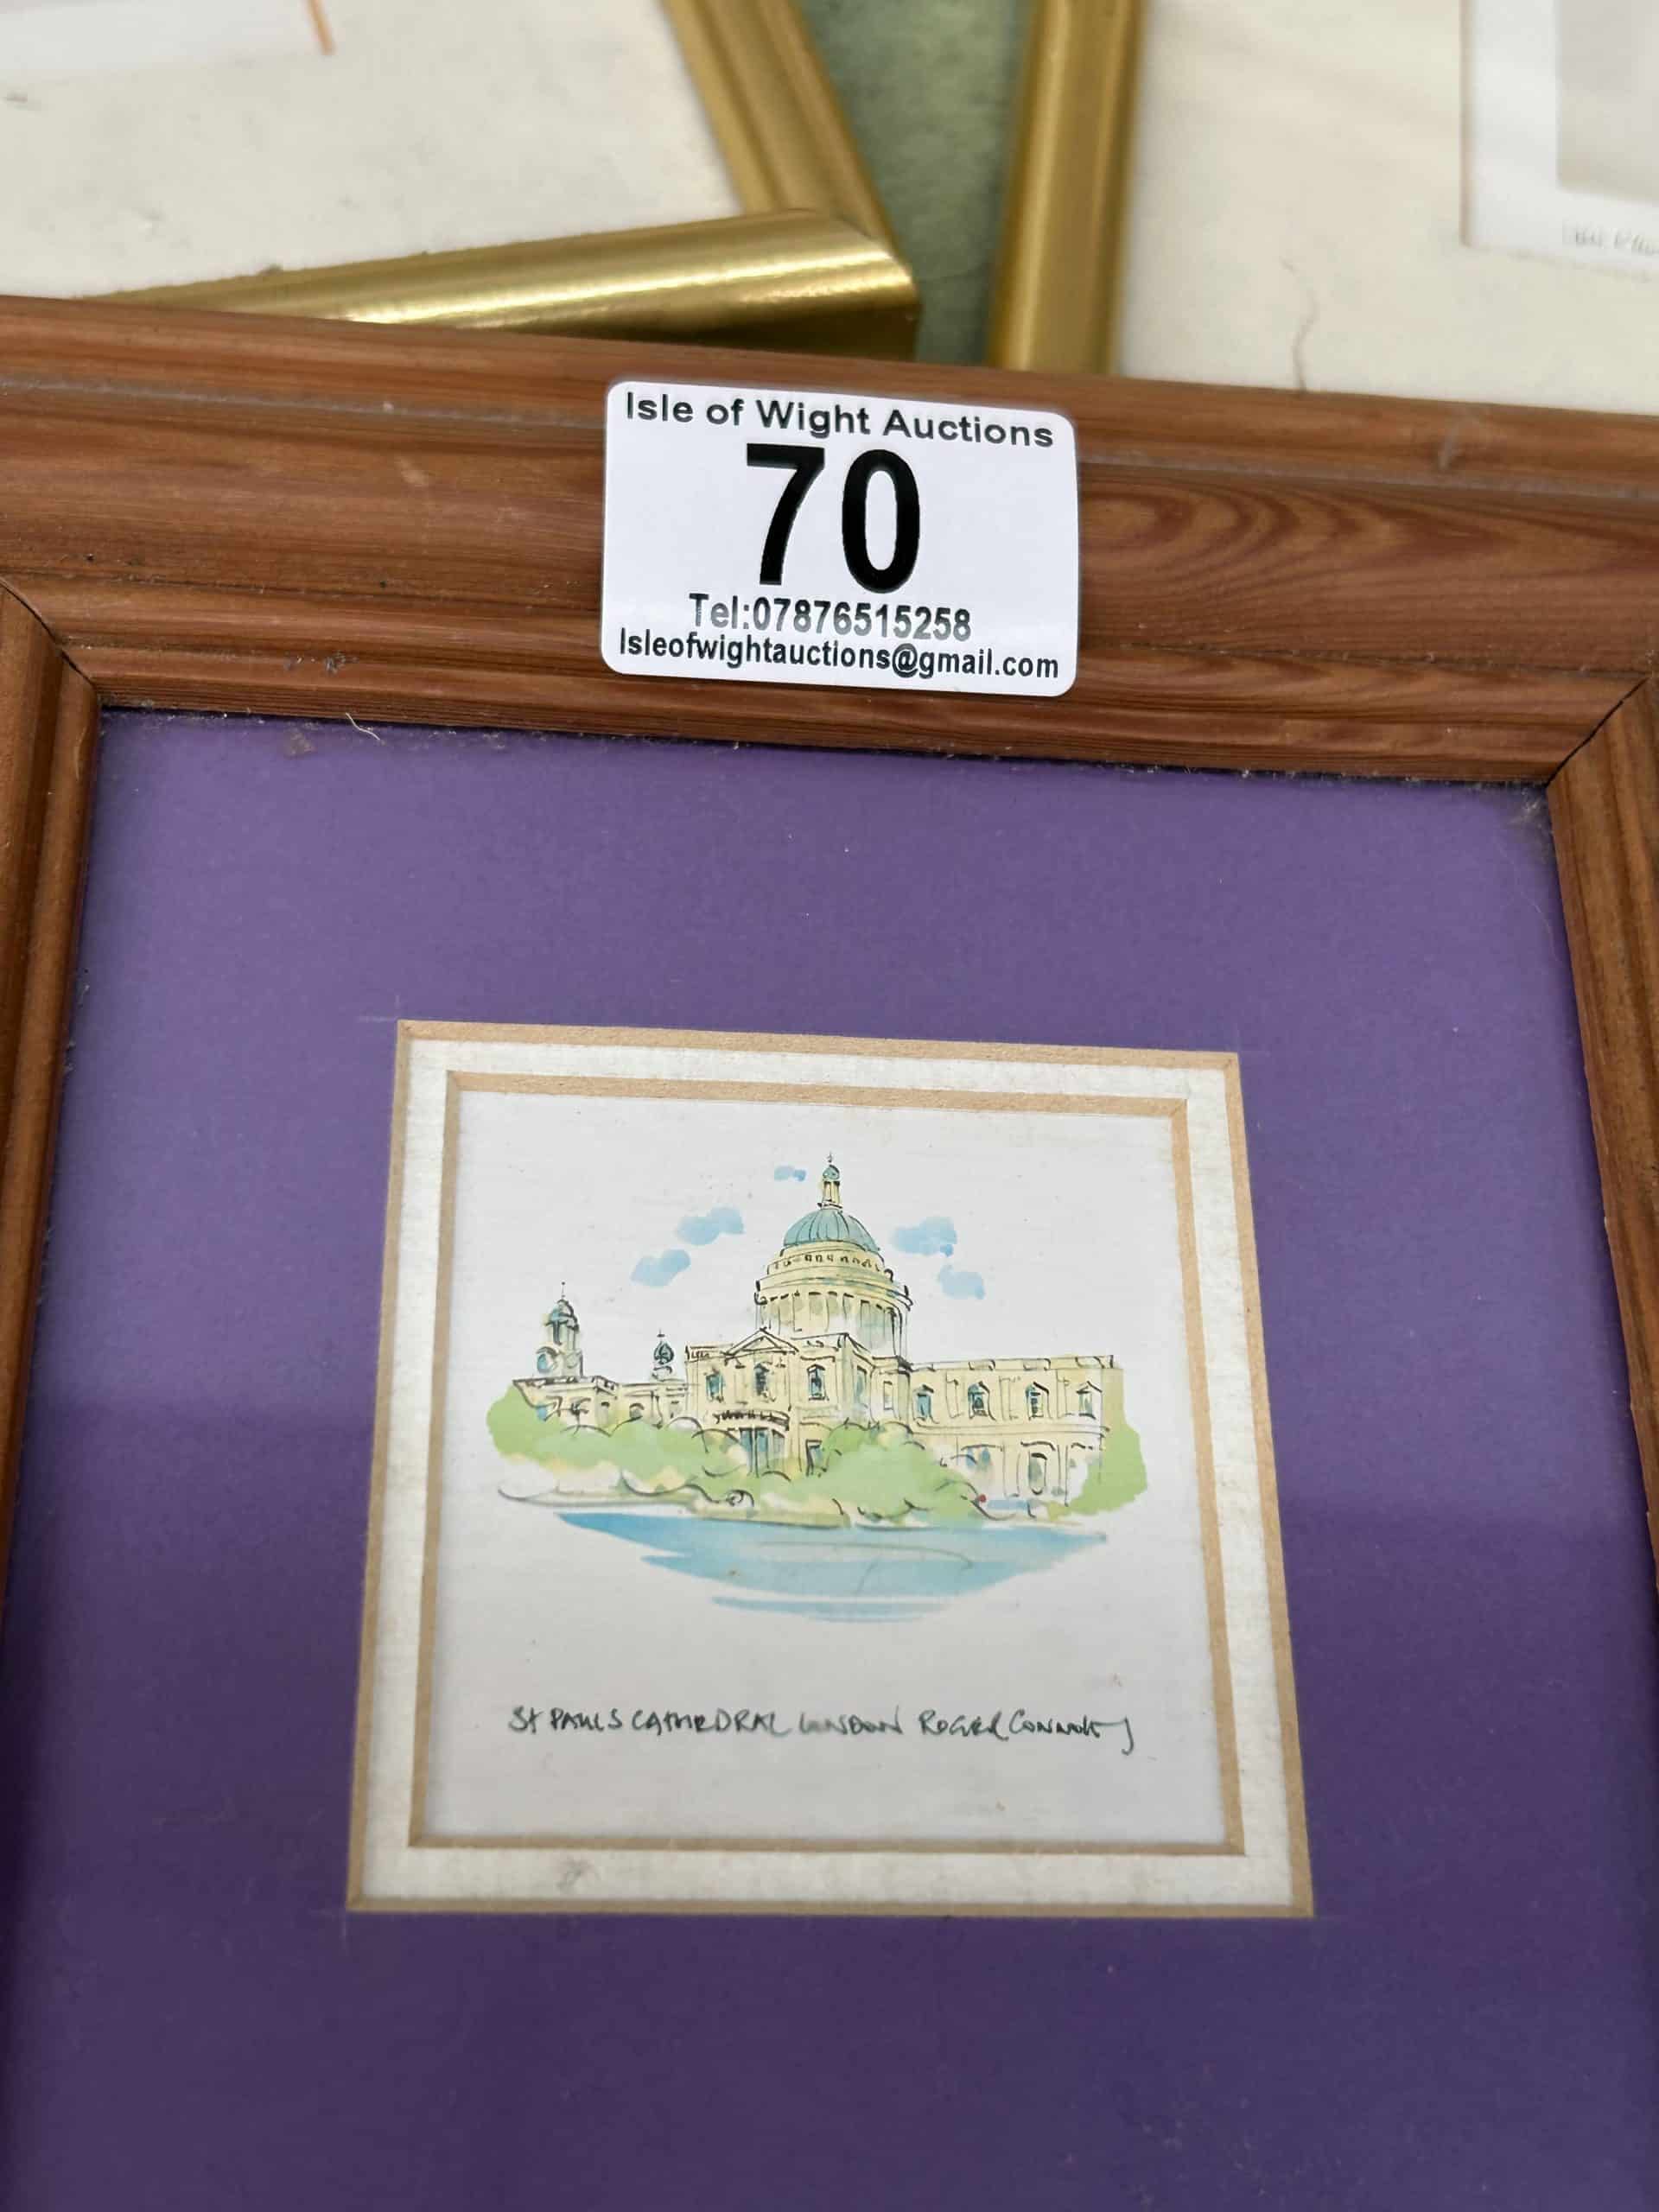 Isle of Wight Auctions
70
Tel:07876515258
Isleofwightauctions@gmail.com
St PAULS CATHEDRAL LONDON ROGER